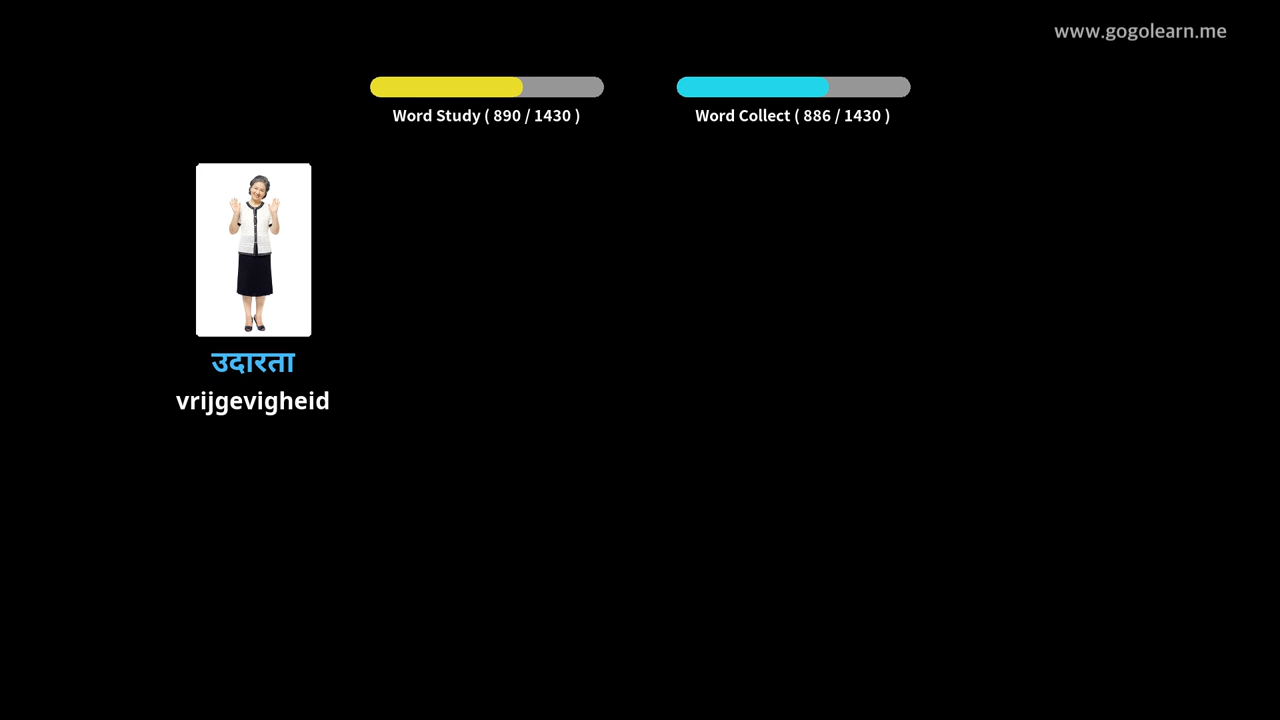 www.gogolearn.me
Word Study ( 890 / 1430 )
Word Collect ( 886 / 1430 )
उदारता
vrijgevigheid